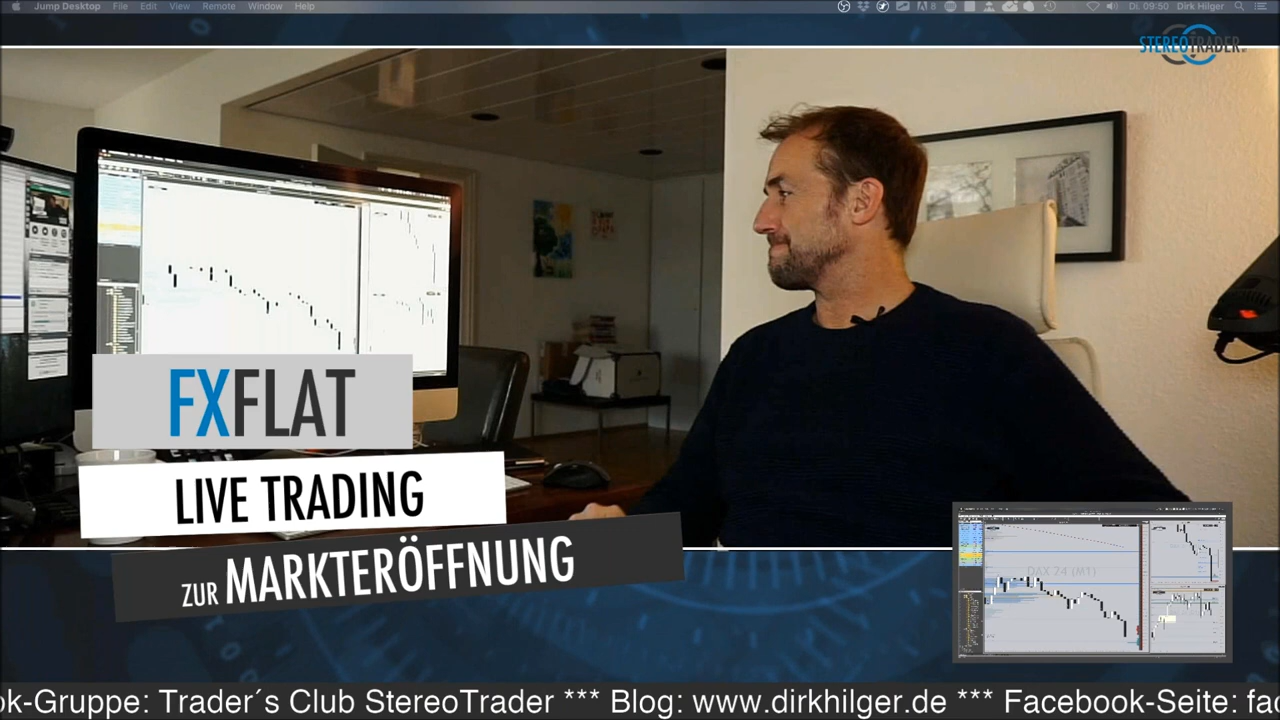 Jump Desktop File Edit View Remote Window Help 8 Di. 09:50 Dirk Hilger
STEREOTRADER
FXFLAT
LIVE TRADING
ZUR MARKTERÖFFNUNG
DAX 24 (M1)
ok-Gruppe: Trader´s Club StereoTrader *** Blog: www.dirkhilger.de *** Facebook-Seite: fac